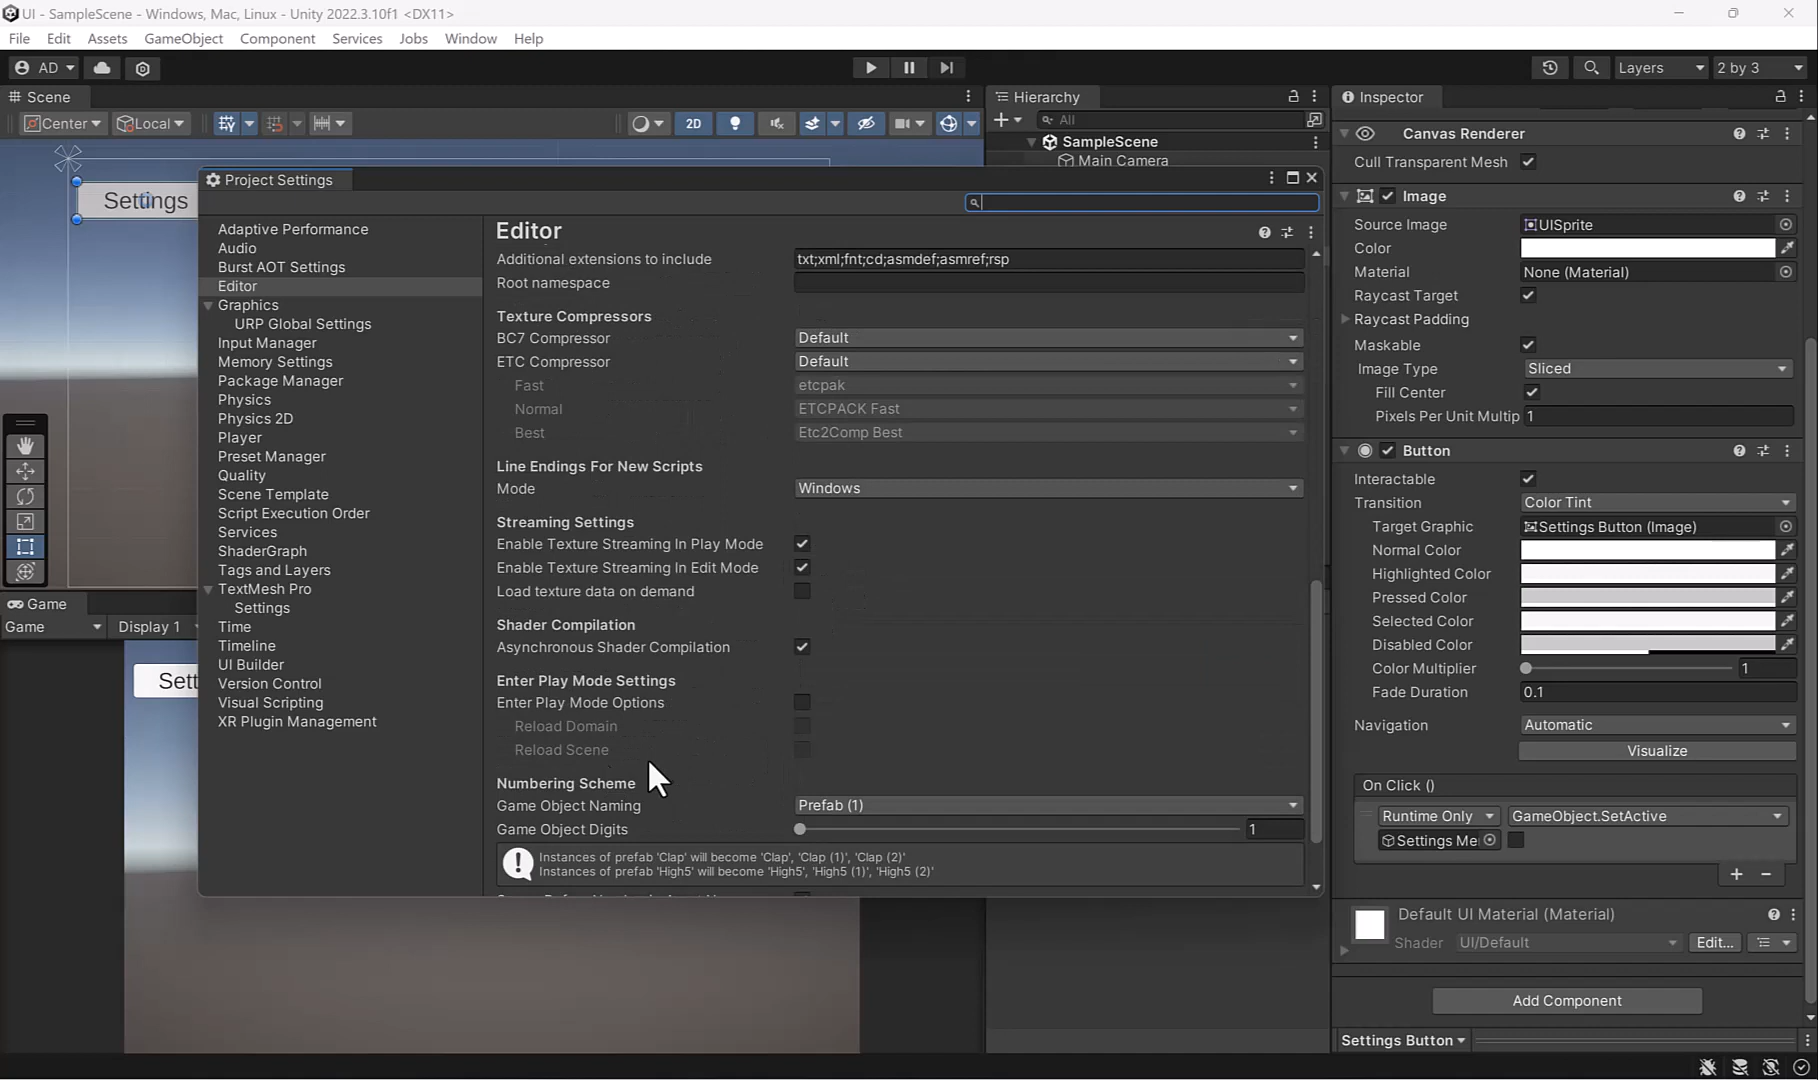 UI - SampleScene - Windows, Mac, Linux - Unity 2022.3.10f1 <DX11>
File Edit Assets GameObject Component Services Jobs Window Help
AD Layers 2 by 3
Scene
Center Local 2D
Settings
Game
Game Display 1
Sett
Hierarchy
All
SampleScene
Main Camera
Project Settings
Adaptive Performance
Audio
Burst AOT Settings
Editor
Graphics
URP Global Settings
Input Manager
Memory Settings
Package Manager
Physics
Physics 2D
Player
Preset Manager
Quality
Scene Template
Script Execution Order
Services
ShaderGraph
Tags and Layers
TextMesh Pro
Settings
Time
Timeline
UI Builder
Version Control
Visual Scripting
XR Plugin Management
Editor
Additional extensions to include txt;xml;fnt;cd;asmdef;asmref;rsp
Root namespace
Texture Compressors
BC7 Compressor Default
ETC Compressor Default
Fast etcpak
Normal ETCPACK Fast
Best Etc2Comp Best
Line Endings For New Scripts
Mode Windows
Streaming Settings
Enable Texture Streaming In Play Mode
Enable Texture Streaming In Edit Mode
Load texture data on demand
Shader Compilation
Asynchronous Shader Compilation
Enter Play Mode Settings
Enter Play Mode Options
Reload Domain
Reload Scene
Numbering Scheme
Game Object Naming Prefab (1)
Game Object Digits 1
Instances of prefab 'Clap' will become 'Clap', 'Clap (1)', 'Clap (2)'
Instances of prefab 'High5' will become 'High5', 'High5 (1)', 'High5 (2)'
Inspector
Canvas Renderer
Cull Transparent Mesh
Image
Source Image UISprite
Color
Material None (Material)
Raycast Target
Raycast Padding
Maskable
Image Type Sliced
Fill Center
Pixels Per Unit Multip 1
Button
Interactable
Transition Color Tint
Target Graphic Settings Button (Image)
Normal Color
Highlighted Color
Pressed Color
Selected Color
Disabled Color
Color Multiplier 1
Fade Duration 0.1
Navigation Automatic
Visualize
On Click ()
Runtime Only GameObject.SetActive
Settings Me
Default UI Material (Material)
Shader UI/Default Edit...
Add Component
Settings Button